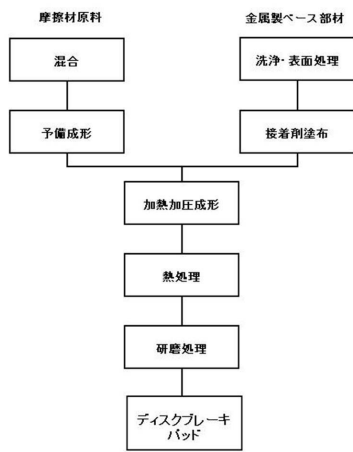 摩擦材原料
金属製ベース部材
混合
洗浄・表面処理
予備成形
接着剤塗布
加熱加圧成形
熱処理
研磨処理
ディスクブレーキ
パッド